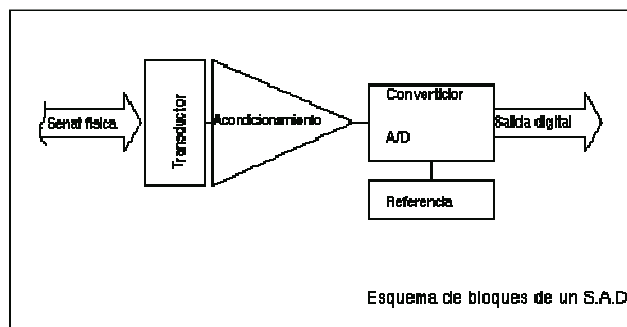 Señal física
Transductor
Acondicionamiento
Convertidor
A/D
Salida digital
Referencia
Esquema de bloques de un S.A.D